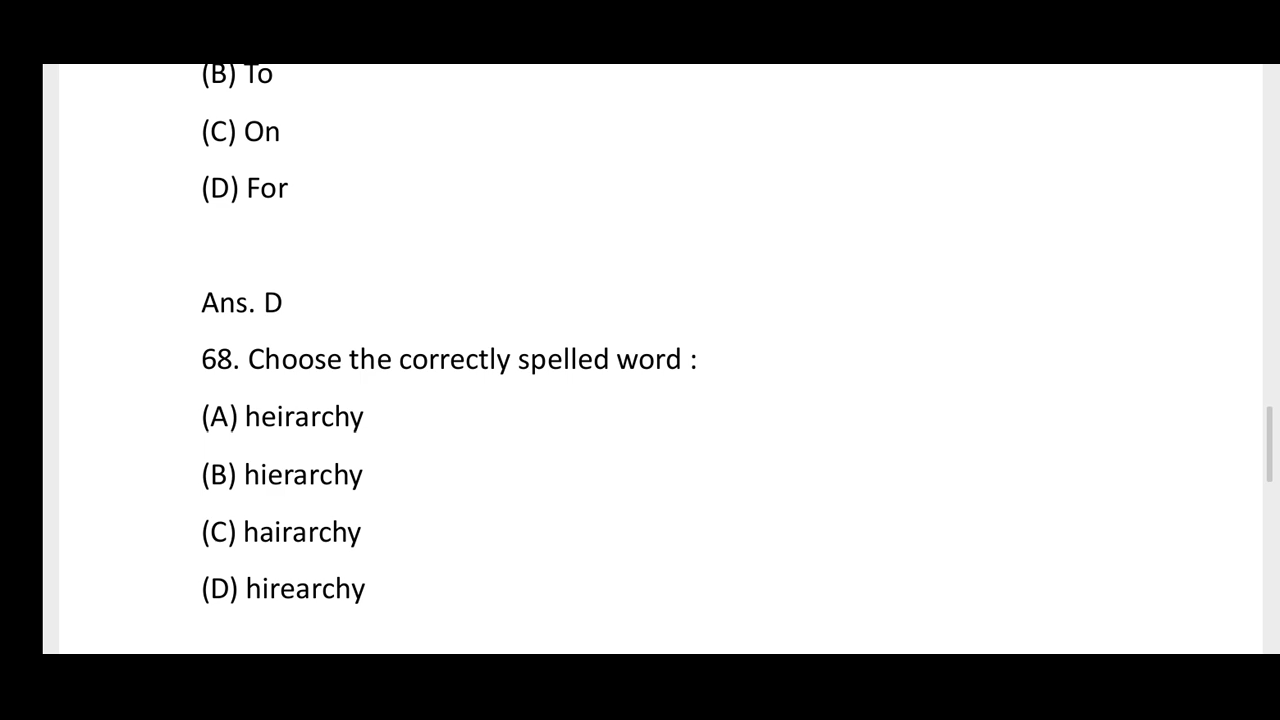 (B) To
(C) On
(D) For
Ans. D
68. Choose the correctly spelled word :
(A) heirarchy
(B) hierarchy
(C) hairarchy
(D) hirearchy